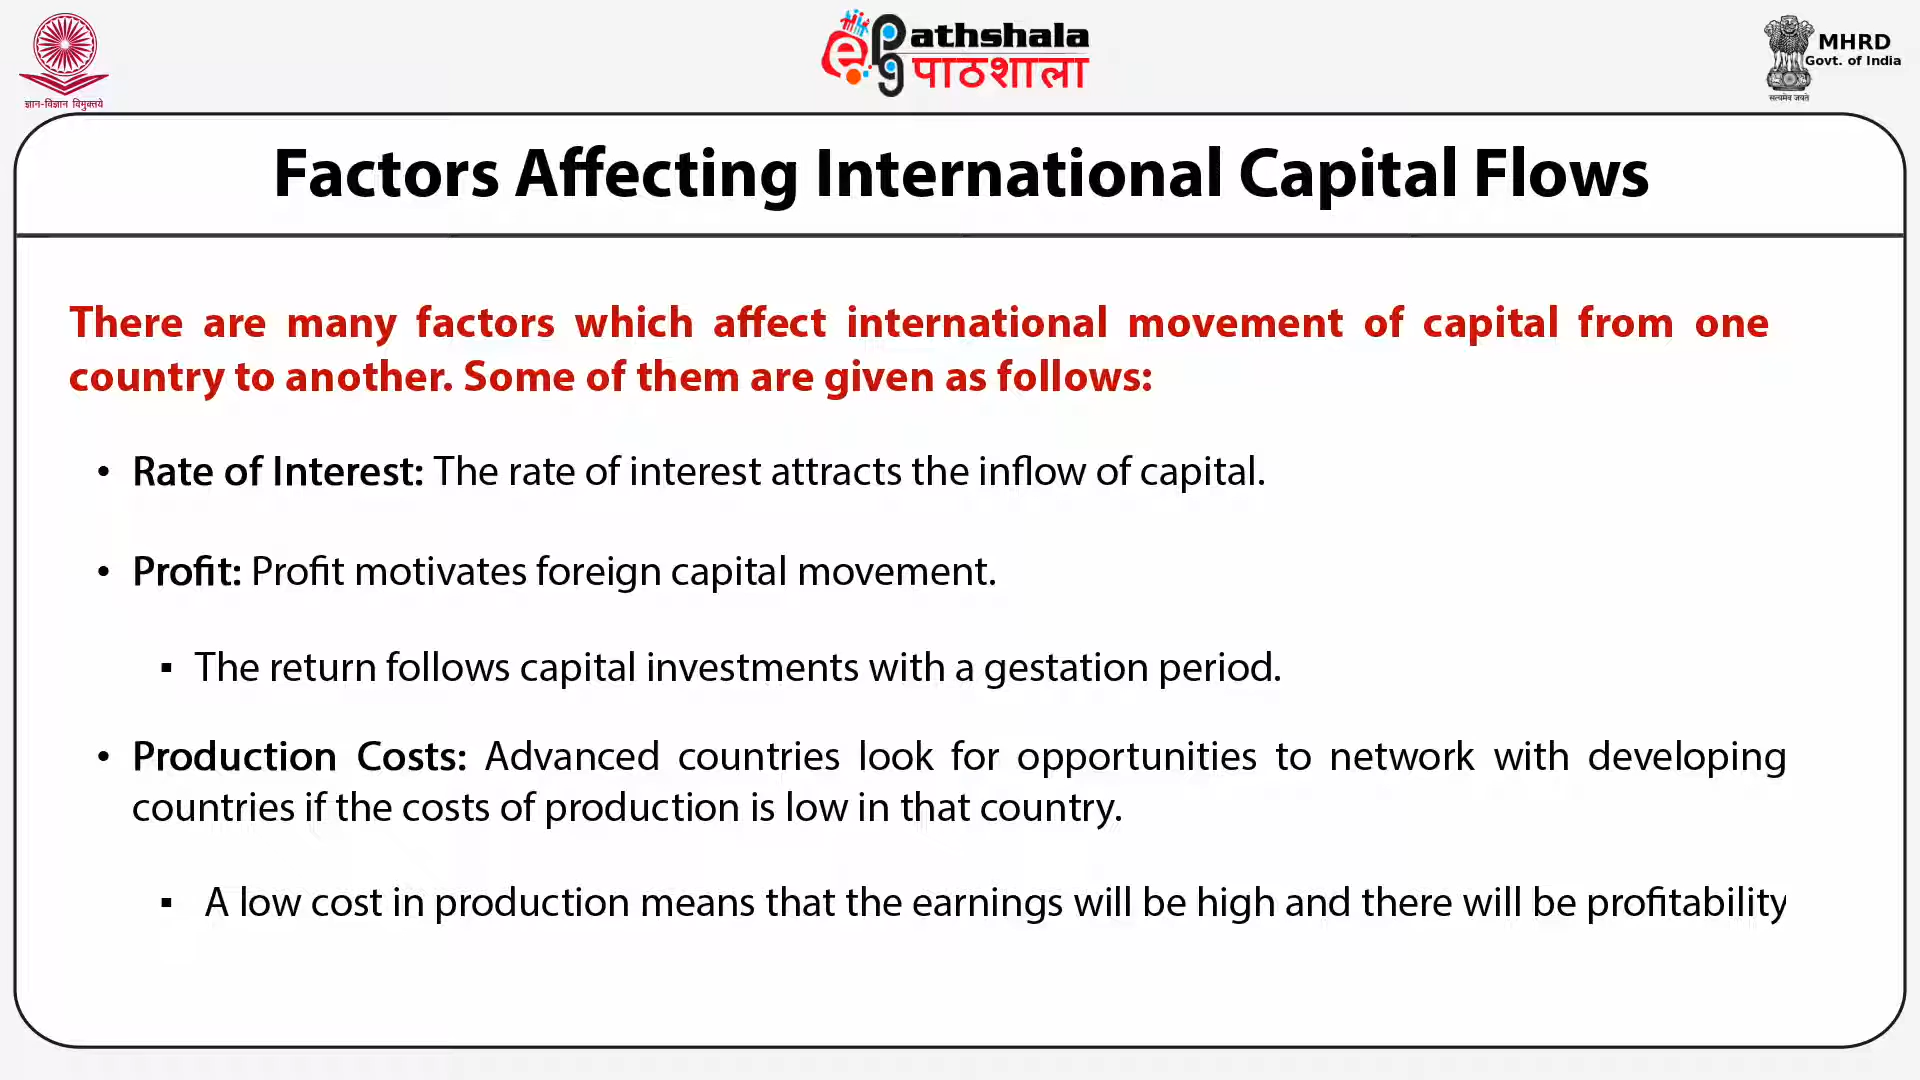 ज्ञान-विज्ञान विमुक्तये
ePathshala
पाठशाला
MHRD
Govt. of India
सत्यमेव जयते
Factors Affecting International Capital Flows
There are many factors which affect international movement of capital from one
country to another. Some of them are given as follows:
• Rate of Interest: The rate of interest attracts the inflow of capital.
• Profit: Profit motivates foreign capital movement.
▪ The return follows capital investments with a gestation period.
• Production Costs: Advanced countries look for opportunities to network with developing
countries if the costs of production is low in that country.
▪ A low cost in production means that the earnings will be high and there will be profitability